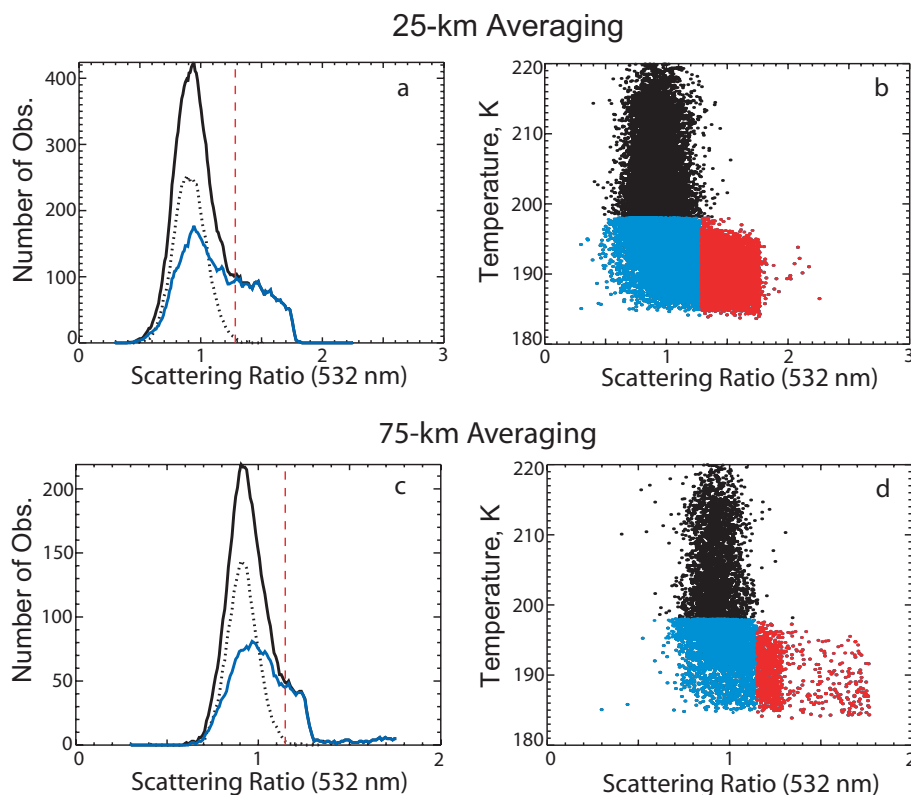 25-km Averaging
400
300
200
100
0
Number of Obs.
a
0
1
2
3
Scattering Ratio (532 nm)
220
210
200
190
180
Temperature, K
b
0
1
2
3
Scattering Ratio (532 nm)
75-km Averaging
200
150
100
50
0
Number of Obs.
c
0
1
2
Scattering Ratio (532 nm)
220
210
200
190
180
Temperature, K
d
0
1
2
Scattering Ratio (532 nm)